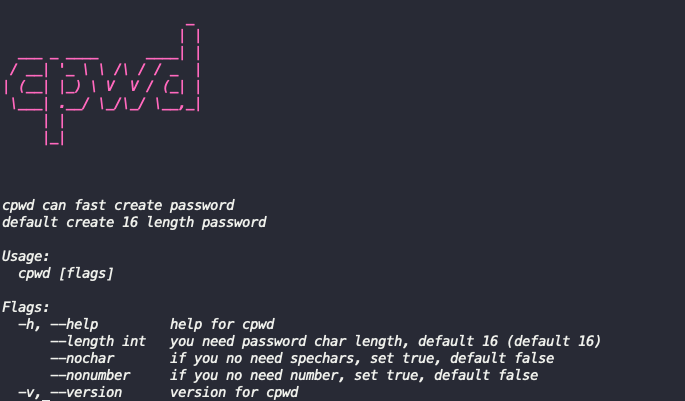 cpwd
cpwd can fast create password
default create 16 length password
Usage:
cpwd [flags]
Flags:
-h, --help help for cpwd
--length int you need password char length, default 16 (default 16)
--nochar if you no need spechars, set true, default false
--nonumber if you no need number, set true, default false
-v, --version version for cpwd